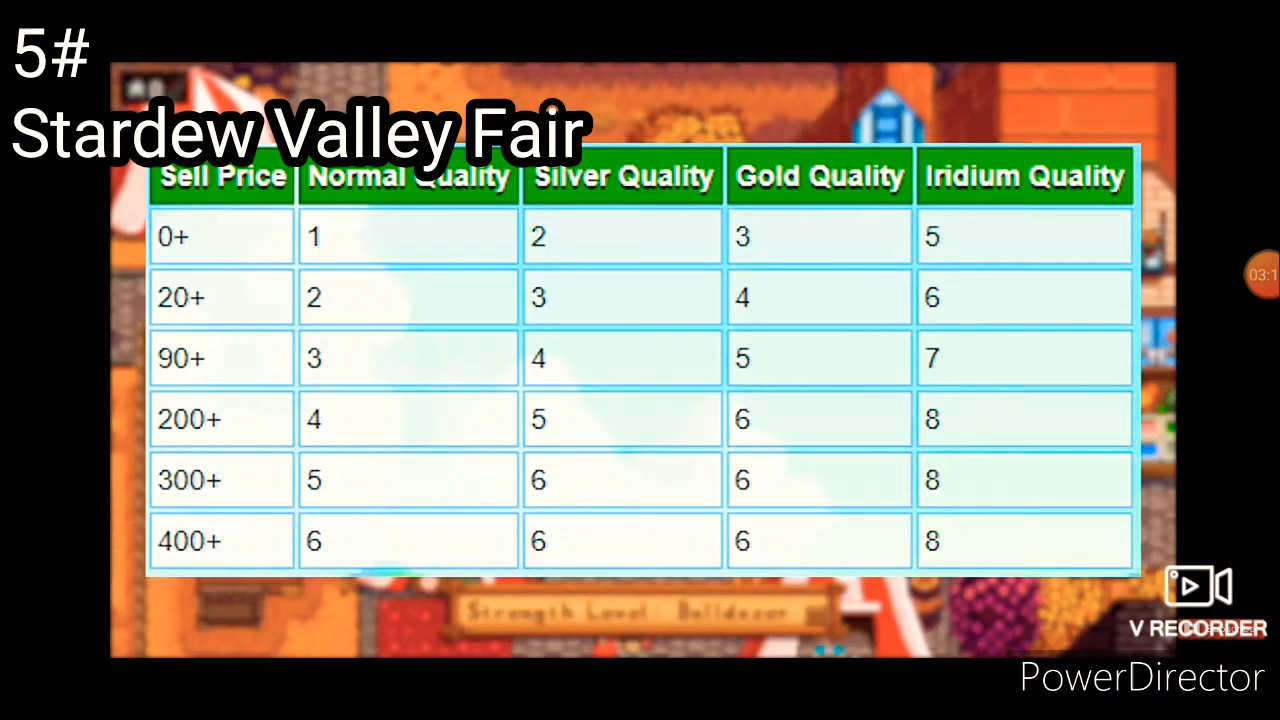 5#
Stardew Valley Fair
Sell Price Normal Quality Silver Quality Gold Quality Iridium Quality
0+ 1 2 3 5
20+ 2 3 4 6
90+ 3 4 5 7
200+ 4 5 6 8
300+ 5 6 6 8
400+ 6 6 6 8
03:1
Strength Level
V RECORDER
PowerDirector